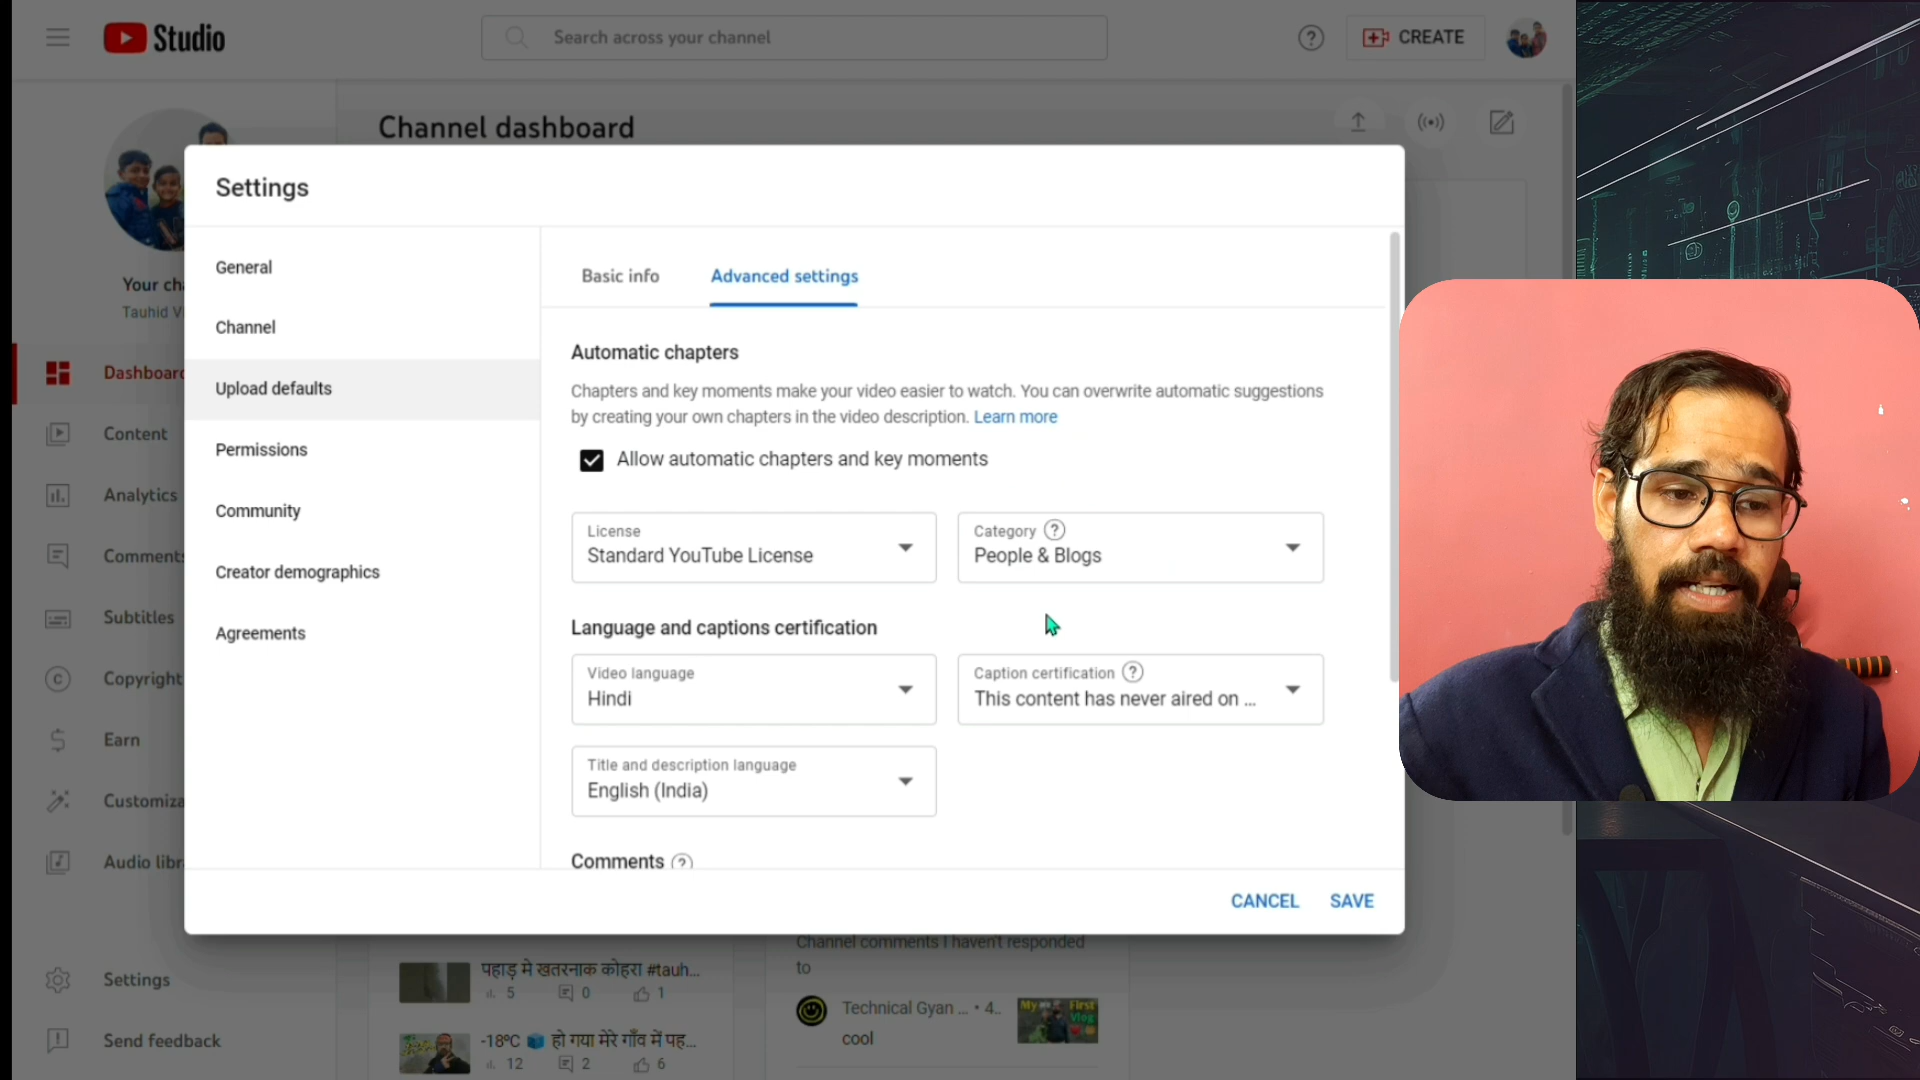 Studio
Search across your channel
CREATE
Channel dashboard
Your ch
Tauhid V
Dashboard
Content
Analytics
Comments
Subtitles
Copyright
Earn
Customiza
Audio libr
Settings
Send feedback
Settings
General
Channel
Upload defaults
Permissions
Community
Creator demographics
Agreements
Basic info
Advanced settings
Automatic chapters
Chapters and key moments make your video easier to watch. You can overwrite automatic suggestions
by creating your own chapters in the video description. Learn more
Allow automatic chapters and key moments
License
Standard YouTube License
Category ?
People & Blogs
Language and captions certification
Video language
Hindi
Caption certification ?
This content has never aired on ...
Title and description language
English (India)
Comments ?
CANCEL
SAVE
पहाड़ मे खतरनाक कोहरा #tauh...
5 0 1
-18°C हो गया मेरे गाँव में पह...
12 2 6
Channel comments I haven't responded
to
Technical Gyan ... • 4..
cool
My First
Vlog